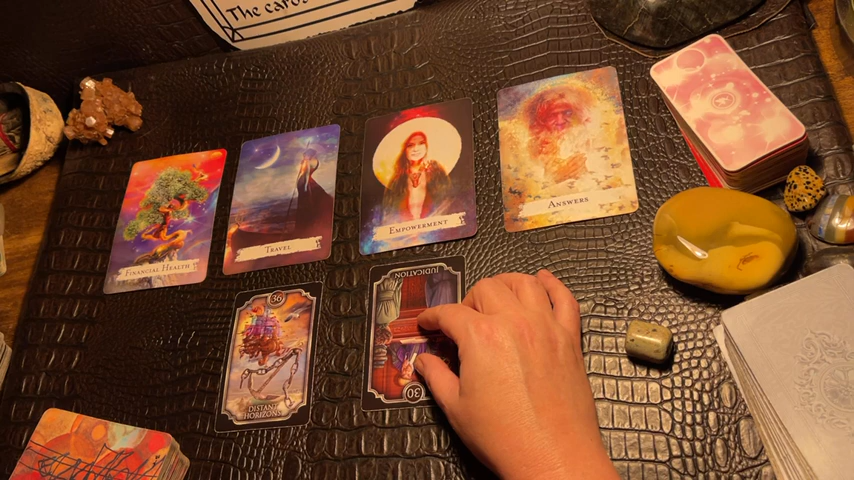 The card
FINANCIAL HEALTH
TRAVEL
EMPOWERMENT
ANSWERS
36
DISTANT
HORIZONS
JUDICATION
30